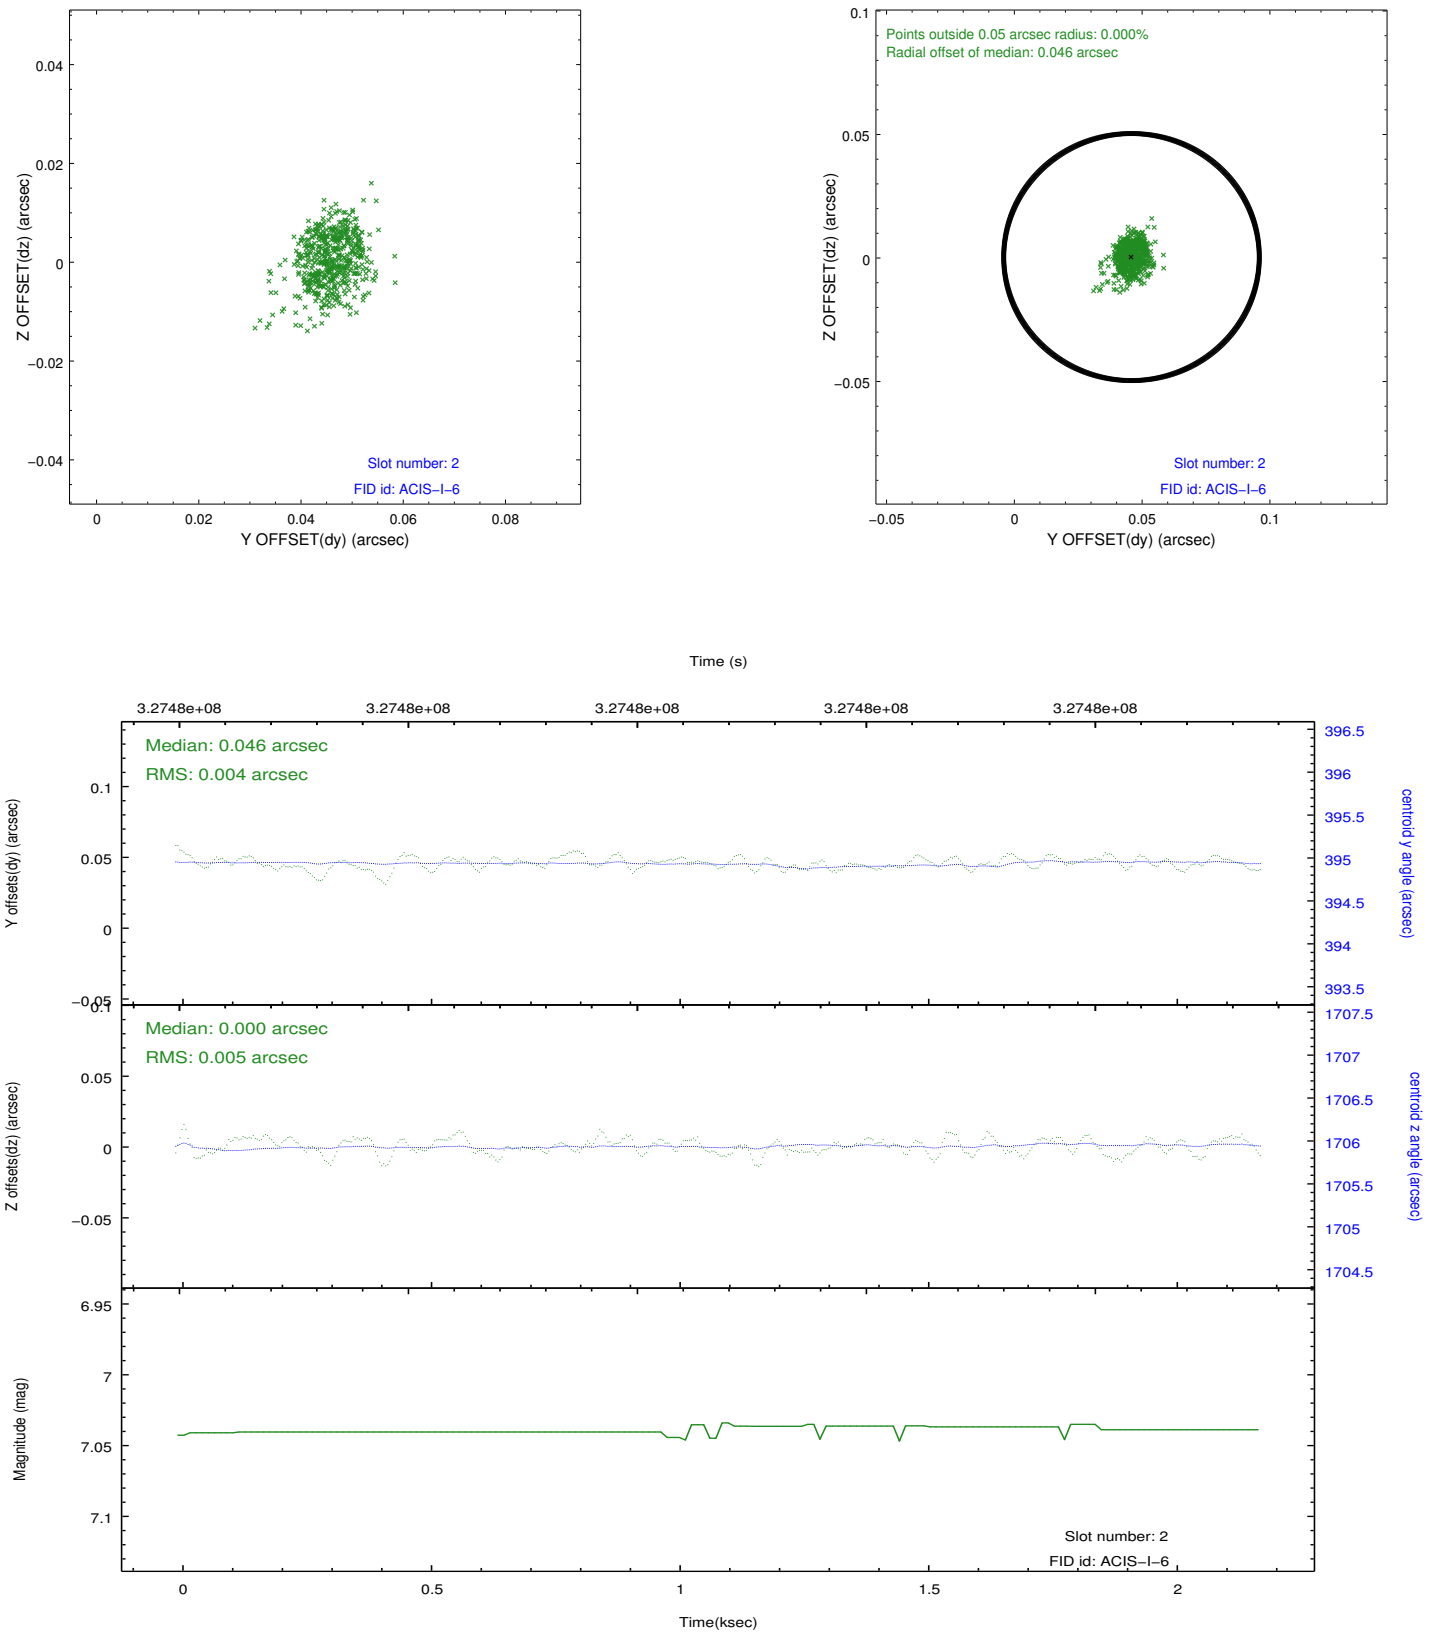 0.04
0.02
0
−0.02
−0.04
Z OFFSET(dz) (arcsec)
Slot number: 2
FID id: ACIS−I−6
0 0.02 0.04 0.06 0.08
Y OFFSET(dy) (arcsec)
Points outside 0.05 arcsec radius: 0.000%
Radial offset of median: 0.046 arcsec
0.1
0.05
0
−0.05
Z OFFSET(dz) (arcsec)
Slot number: 2
FID id: ACIS−I−6
−0.05 0 0.05 0.1
Y OFFSET(dy) (arcsec)
Time (s)
3.2748e+08 3.2748e+08 3.2748e+08 3.2748e+08 3.2748e+08
Median: 0.046 arcsec
RMS: 0.004 arcsec
0.1
0.05
0
−0.05
Y offsets(dy) (arcsec)
396.5
396
395.5
395
394.5
394
393.5
centroid y angle (arcsec)
Median: 0.000 arcsec
RMS: 0.005 arcsec
0.1
0.05
0
−0.05
Z offsets(dz) (arcsec)
1707.5
1707
1706.5
1706
1705.5
1705
1704.5
centroid z angle (arcsec)
6.95
7
7.05
7.1
Magnitude (mag)
Slot number: 2
FID id: ACIS−I−6
0 0.5 1 1.5 2
Time(ksec)